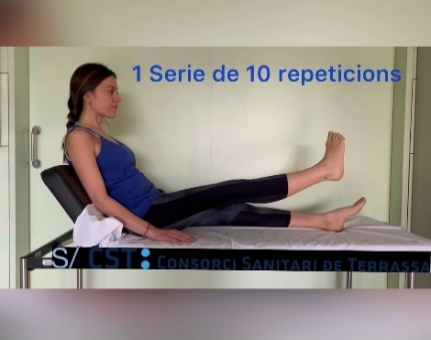 1 Serie de 10 repeticions
S/ CST: CONSORCI SANITARI DE TERRASSA